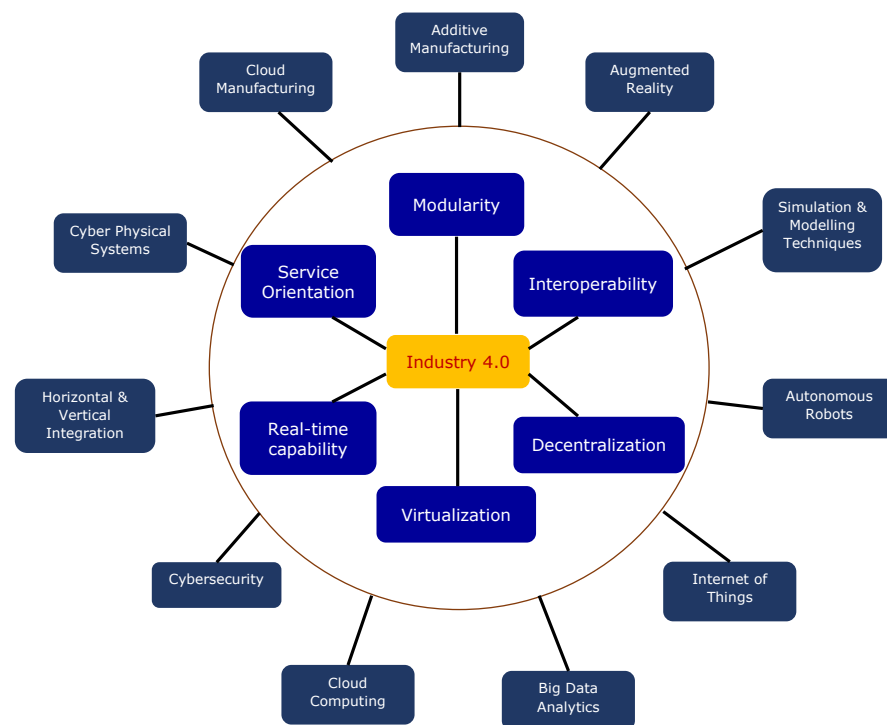 Additive
Manufacturing
Cloud
Manufacturing
Augmented
Reality
Modularity
Simulation &
Modelling
Techniques
Cyber Physical
Systems
Service
Orientation
Interoperability
Industry 4.0
Horizontal &
Vertical
Integration
Autonomous
Robots
Real-time
capability
Decentralization
Virtualization
Cybersecurity
Internet of
Things
Cloud
Computing
Big Data
Analytics